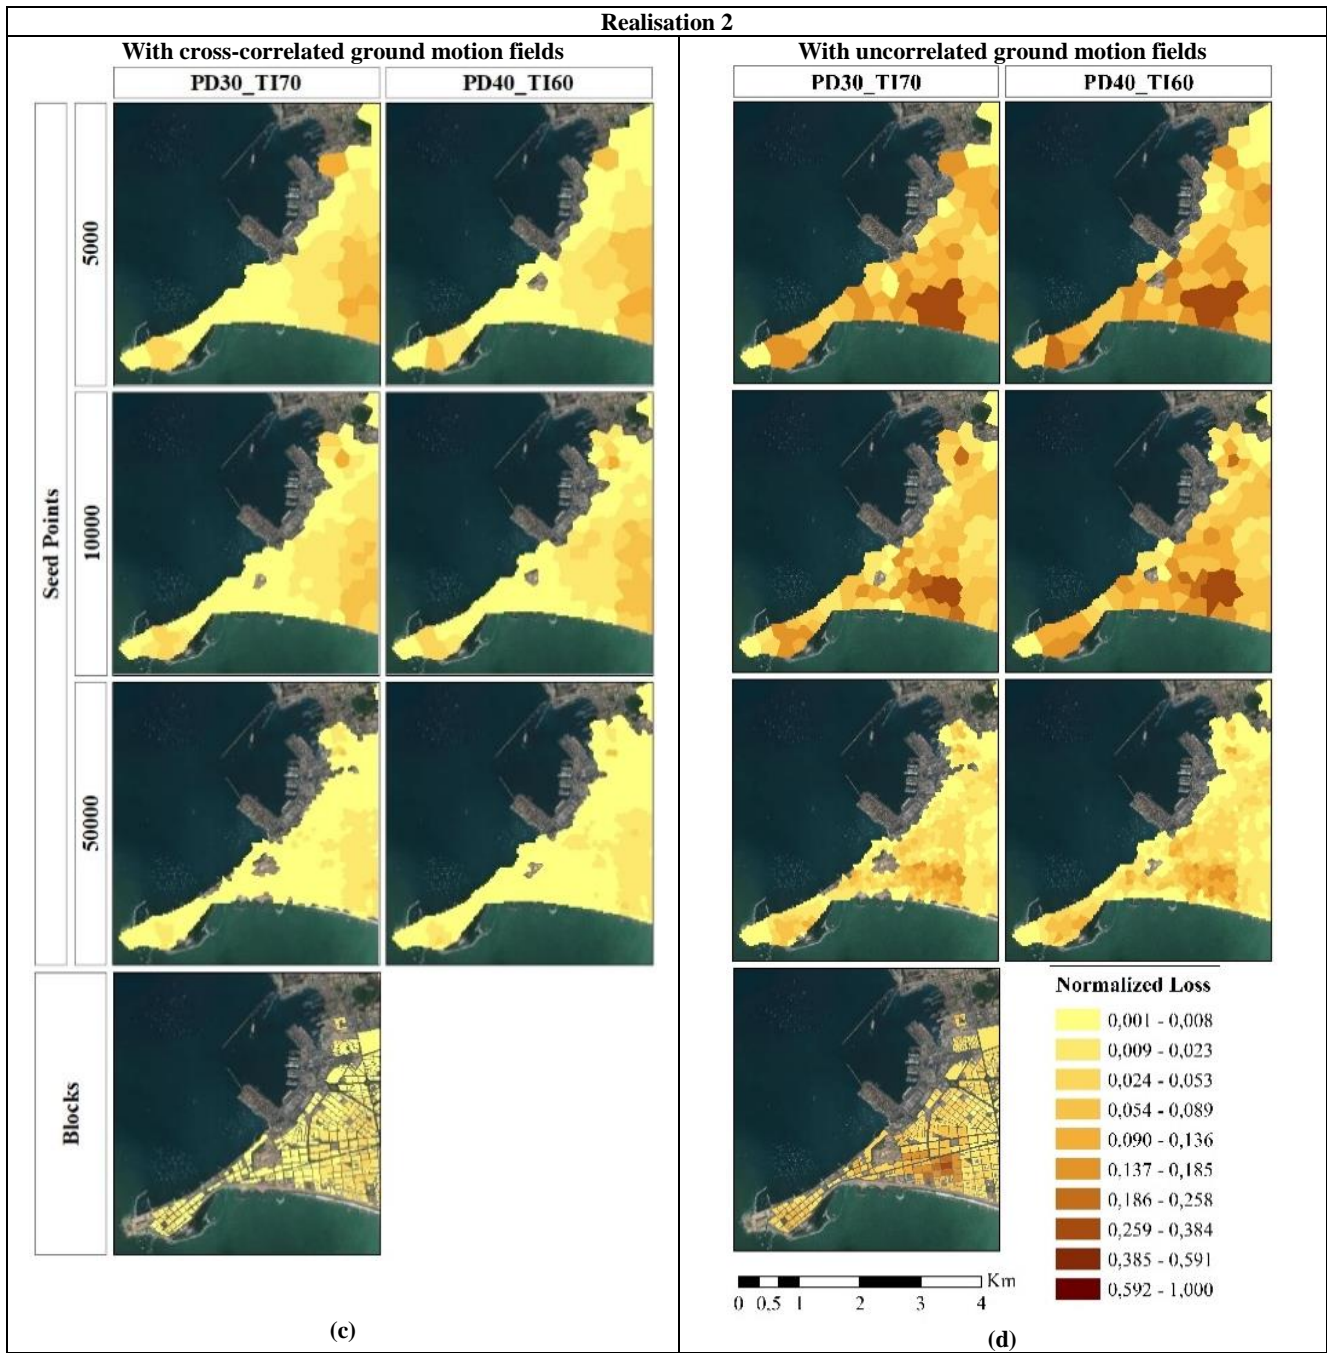 Realisation 2
With cross-correlated ground motion fields
With uncorrelated ground motion fields
PD30_TI70
PD40_TI60
PD30_TI70
PD40_TI60
Seed Points
5000
10000
50000
Blocks
Normalized Loss
0,001 - 0,008
0,009 - 0,023
0,024 - 0,053
0,054 - 0,089
0,090 - 0,136
0,137 - 0,185
0,186 - 0,258
0,259 - 0,384
0,385 - 0,591
0,592 - 1,000
Km
0 0,5 1 2 3 4
(c)
(d)